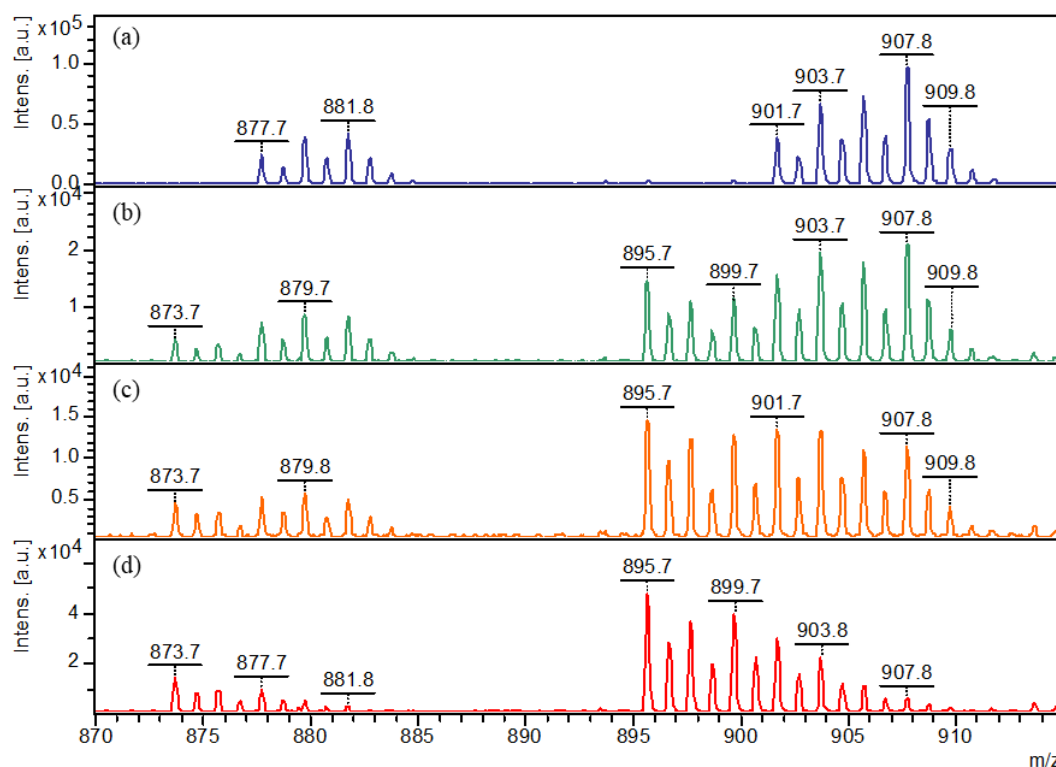 Intens. [a.u.]
x10⁵
(a)
1.0
0.5
0.0
877.7
881.8
901.7
903.7
907.8
909.8
Intens. [a.u.]
x10⁴
(b)
2
1
873.7
879.7
895.7
899.7
903.7
907.8
909.8
Intens. [a.u.]
x10⁴
(c)
1.5
1.0
0.5
873.7
879.8
895.7
901.7
907.8
909.8
Intens. [a.u.]
x10⁴
(d)
4
2
873.7
877.7
881.8
895.7
899.7
903.8
907.8
870 875 880 885 890 895 900 905 910
m/z